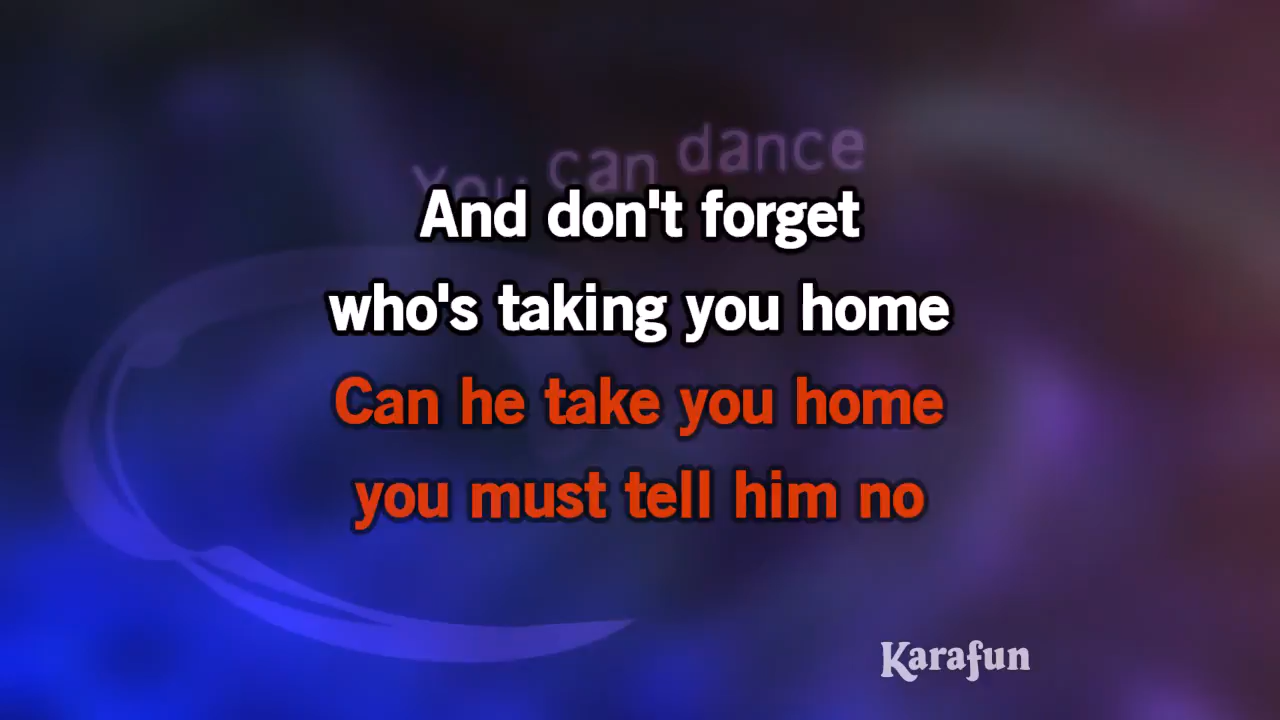 You can dance
And don't forget
who's taking you home
Can he take you home
you must tell him no
Karafun